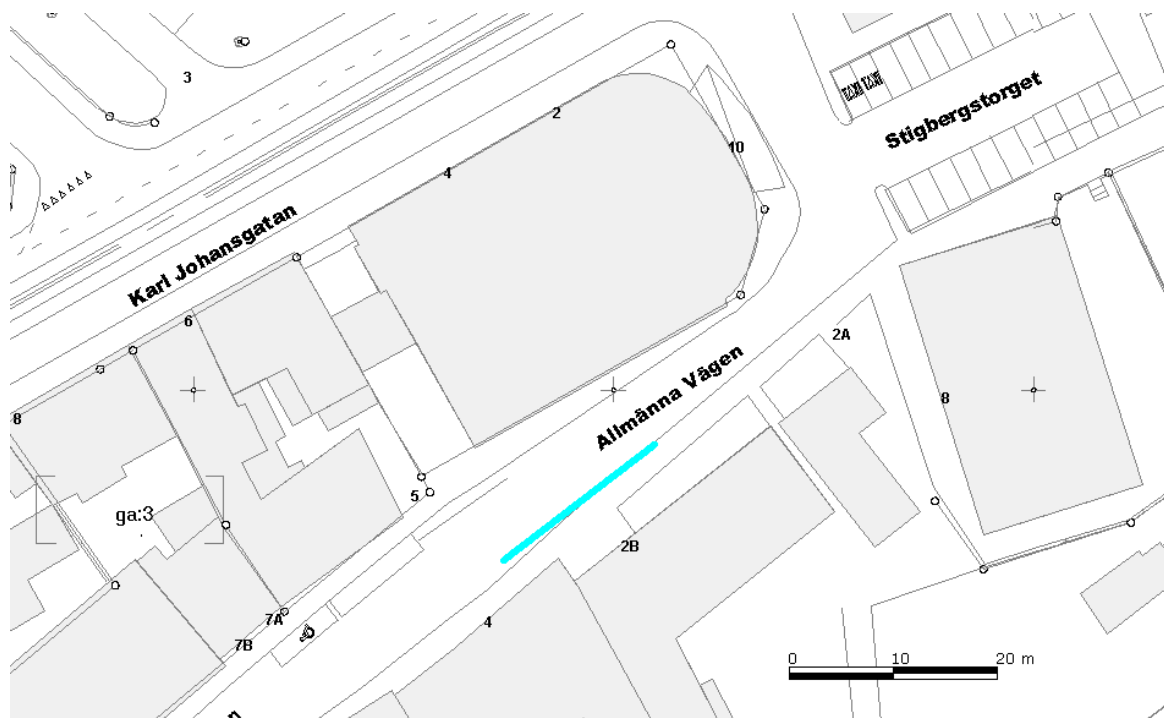 3
2
10
Stigbergstorget
4
Karl Johansgatan
6
2A
8
Allmänna Vägen
8
5
ga:3
2B
7A
4
7B
0 10 20 m